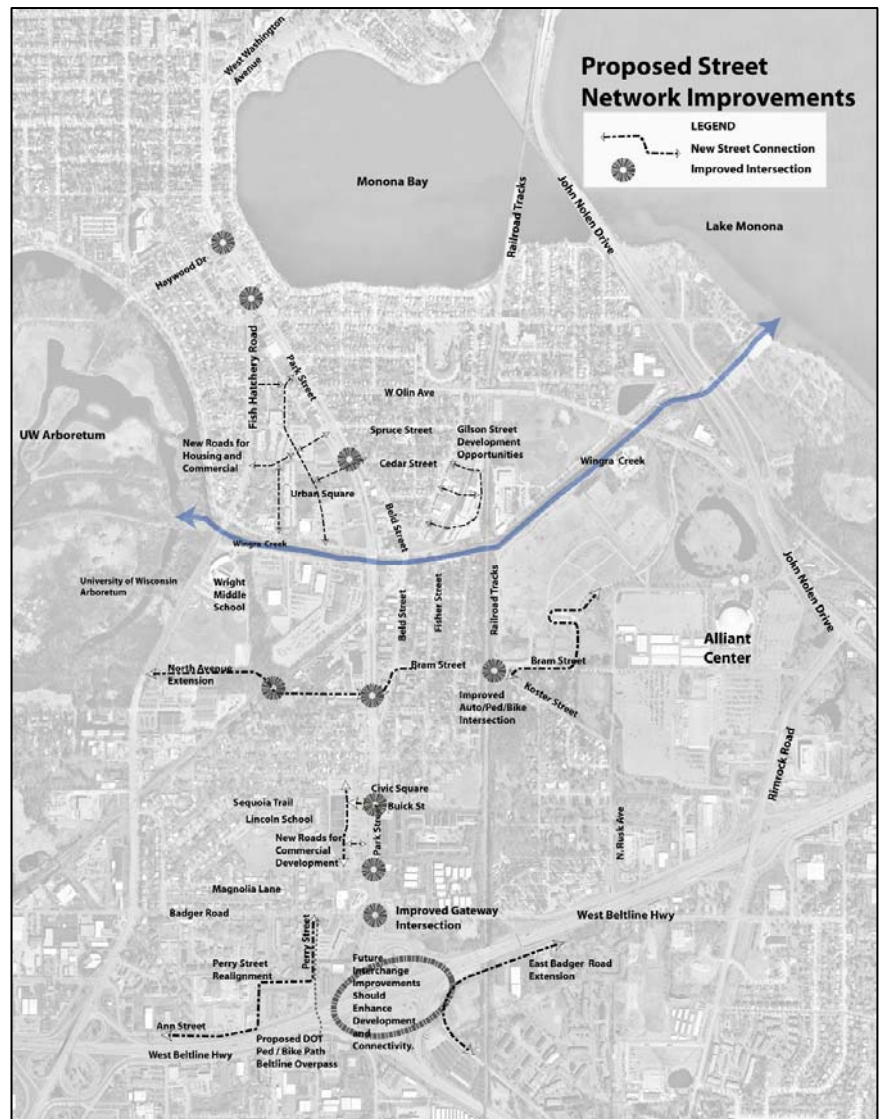 West Washington
Avenue
Proposed Street
Network Improvements
LEGEND
New Street Connection
Improved Intersection
Monona Bay
Railroad Tracks
John Nolen Drive
Lake Monona
Haywood Dr.
Fish Hatchery Road
Park Street
W Olin Ave
UW Arboretum
New Roads for
Housing and
Commercial
Spruce Street
Cedar Street
Gilson Street
Development
Opportunities
Urban Square
Wingra Creek
Beld Street
Wingra Creek
University of Wisconsin
Arboretum
Wright
Middle
School
Beld Street
Fisher Street
Railroad Tracks
John Nolen Drive
Alliant
Center
North Avenue
Extension
Bram Street
Bram Street
Koster Street
Improved
Auto/Ped/Bike
Intersection
Rimrock Road
Civic Square
Sequoia Trail
Buick St
Lincoln School
Park Street
New Roads for
Commercial
Development
N. Rusk Ave
Magnolia Lane
Badger Road
Improved Gateway
Intersection
West Beltline Hwy
Perry Street
Perry Street
Realignment
Future
Interchange
Improvements
Should
Enhance
Development
and
Connectivity.
East Badger Road
Extension
Ann Street
West Beltline Hwy
Proposed DOT
Ped / Bike Path
Beltline Overpass